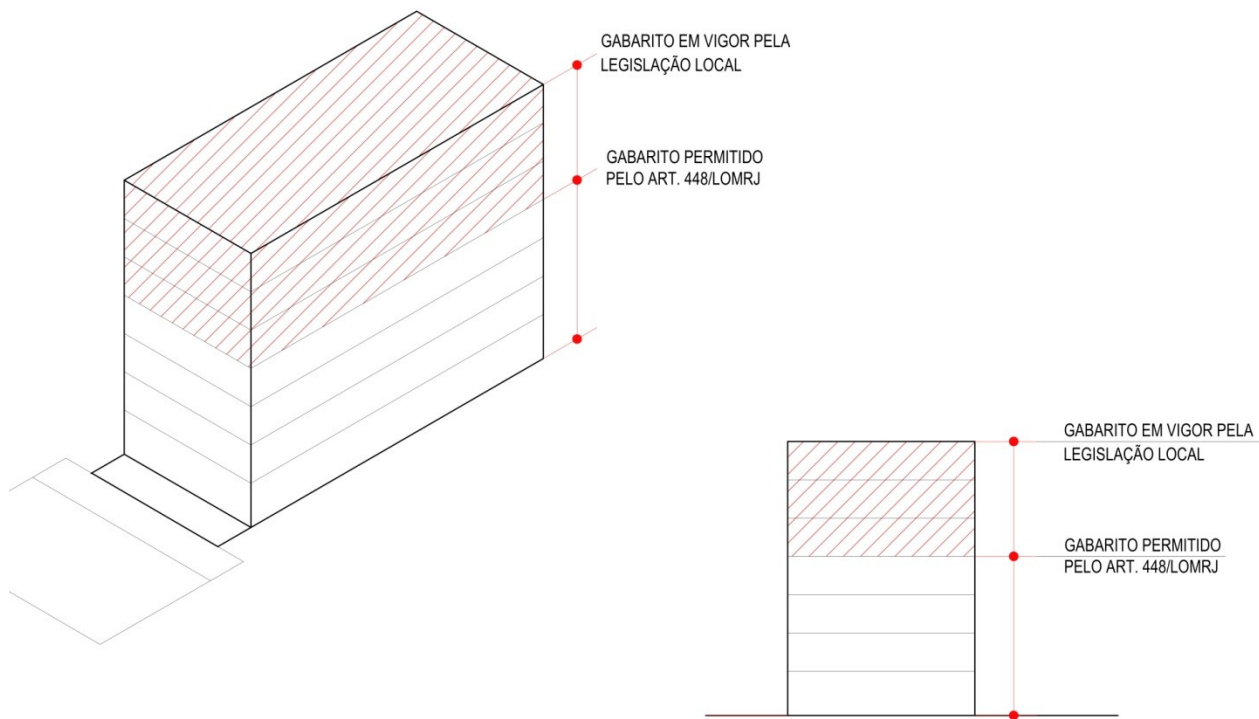 GABARITO EM VIGOR PELA
LEGISLAÇÃO LOCAL
GABARITO PERMITIDO
PELO ART. 448/LOMRJ
GABARITO EM VIGOR PELA
LEGISLAÇÃO LOCAL
GABARITO PERMITIDO
PELO ART. 448/LOMRJ